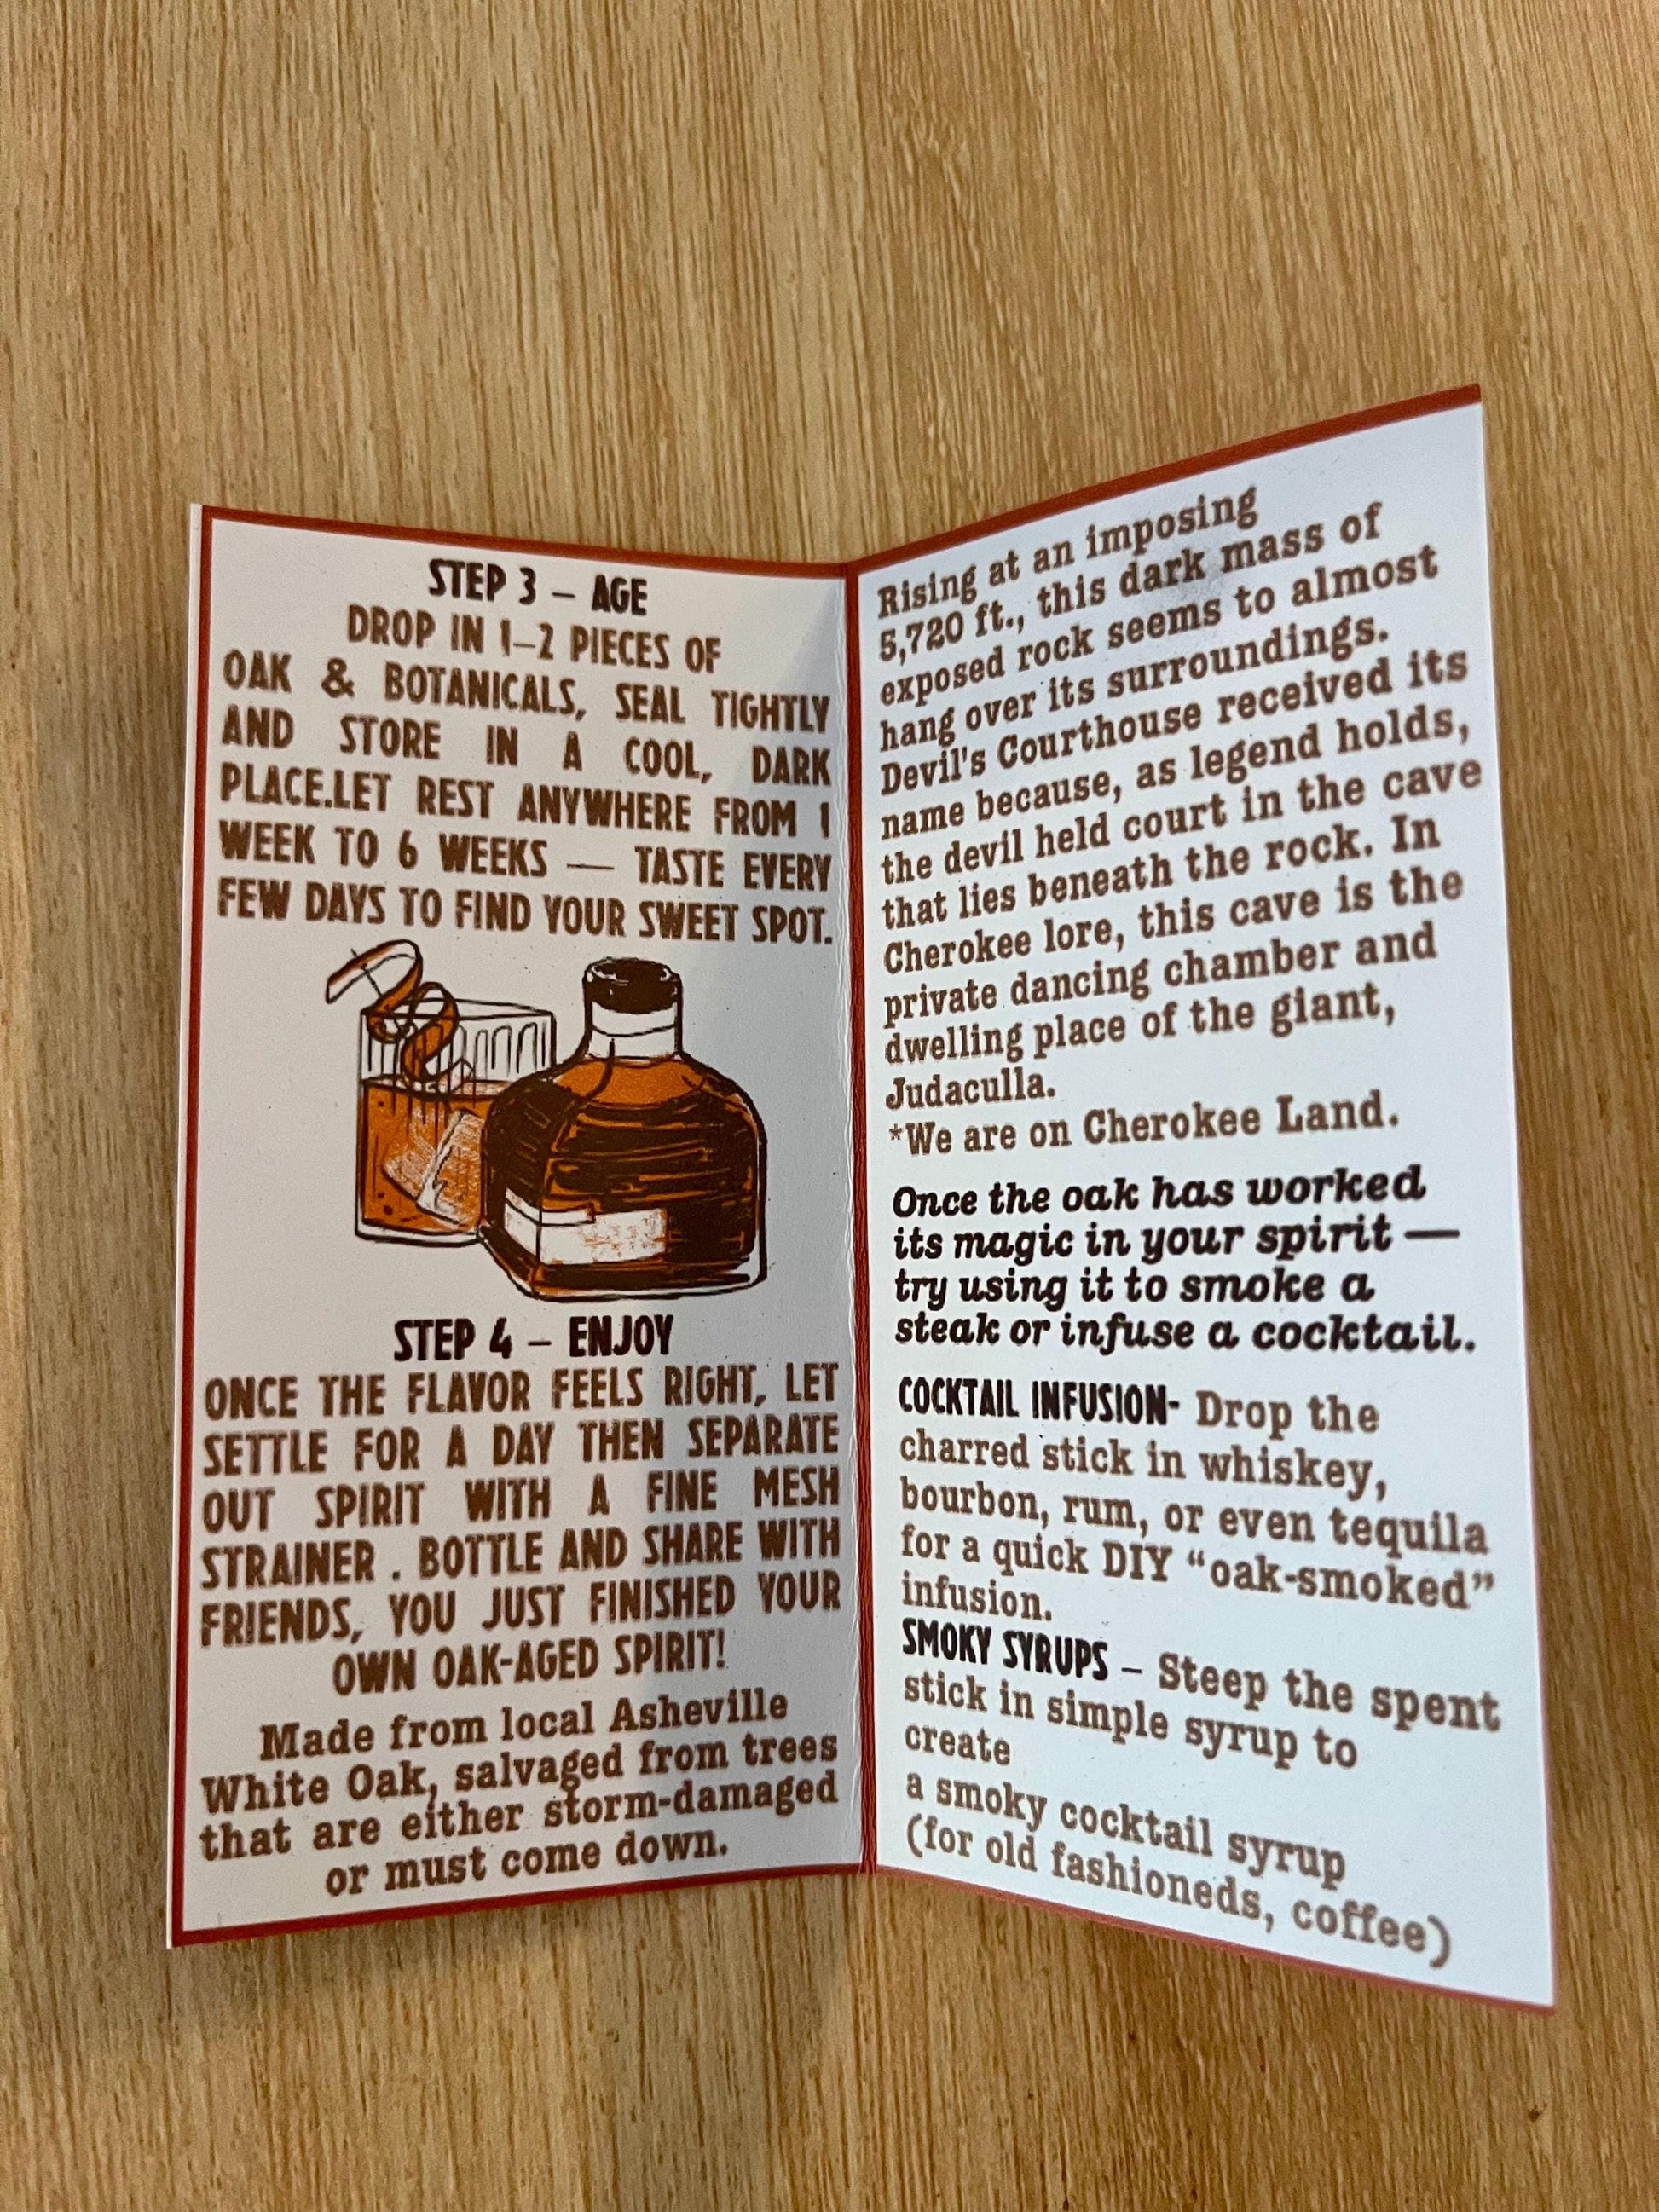 STEP 3 – AGE
DROP IN 1–2 PIECES OF
OAK & BOTANICALS, SEAL TIGHTLY
AND STORE IN A COOL, DARK
PLACE.LET REST ANYWHERE FROM 1
WEEK TO 6 WEEKS — TASTE EVERY
FEW DAYS TO FIND YOUR SWEET SPOT.
STEP 4 – ENJOY
ONCE THE FLAVOR FEELS RIGHT, LET
SETTLE FOR A DAY THEN SEPARATE
OUT SPIRIT WITH A FINE MESH
STRAINER . BOTTLE AND SHARE WITH
FRIENDS, YOU JUST FINISHED YOUR
OWN OAK-AGED SPIRIT!
Made from local Asheville
White Oak, salvaged from trees
that are either storm-damaged
or must come down.
Rising at an imposing
5,720 ft., this dark mass of
exposed rock seems to almost
hang over its surroundings.
Devil's Courthouse received its
name because, as legend holds,
the devil held court in the cave
that lies beneath the rock. In
Cherokee lore, this cave is the
private dancing chamber and
dwelling place of the giant,
Judaculla.
*We are on Cherokee Land.
Once the oak has worked
its magic in your spirit —
try using it to smoke a
steak or infuse a cocktail.
COCKTAIL INFUSION- Drop the
charred stick in whiskey,
bourbon, rum, or even tequila
for a quick DIY “oak-smoked”
infusion.
SMOKY SYRUPS – Steep the spent
stick in simple syrup to
create
a smoky cocktail syrup
(for old fashioneds, coffee)